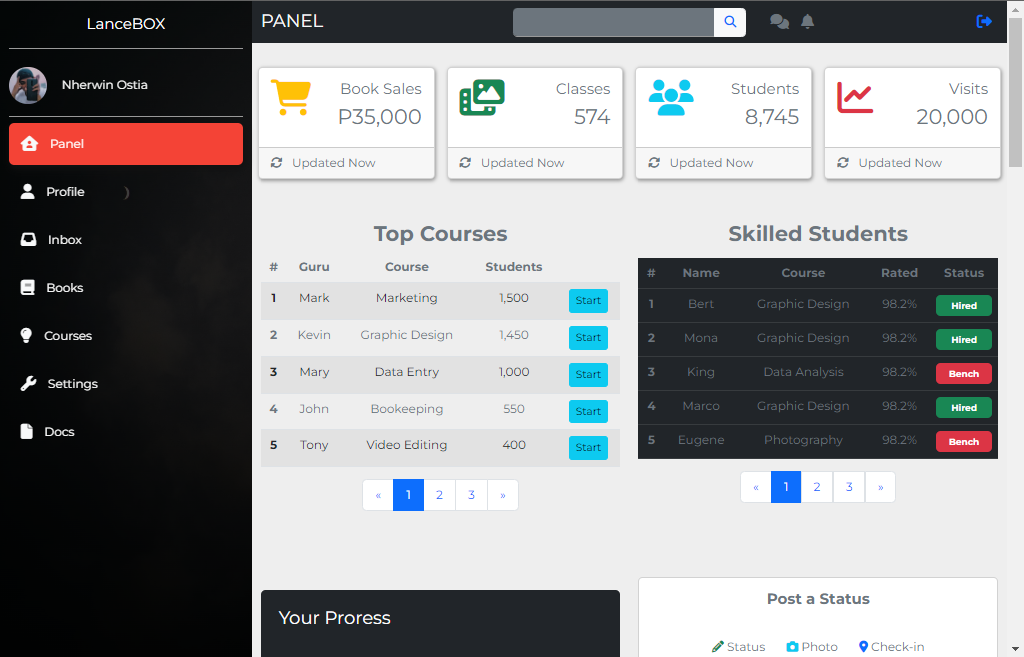 LanceBOX
Nherwin Ostia
Panel
Profile
Inbox
Books
Courses
Settings
Docs
PANEL
Book Sales
P35,000
Updated Now
Classes
574
Updated Now
Students
8,745
Updated Now
Visits
20,000
Updated Now
Top Courses
# Guru Course Students
1 Mark Marketing 1,500 Start
2 Kevin Graphic Design 1,450 Start
3 Mary Data Entry 1,000 Start
4 John Bookeeping 550 Start
5 Tony Video Editing 400 Start
« 1 2 3 »
Skilled Students
# Name Course Rated Status
1 Bert Graphic Design 98.2% Hired
2 Mona Graphic Design 98.2% Hired
3 King Data Analysis 98.2% Bench
4 Marco Graphic Design 98.2% Hired
5 Eugene Photography 98.2% Bench
« 1 2 3 »
Your Proress
Post a Status
Status Photo Check-in